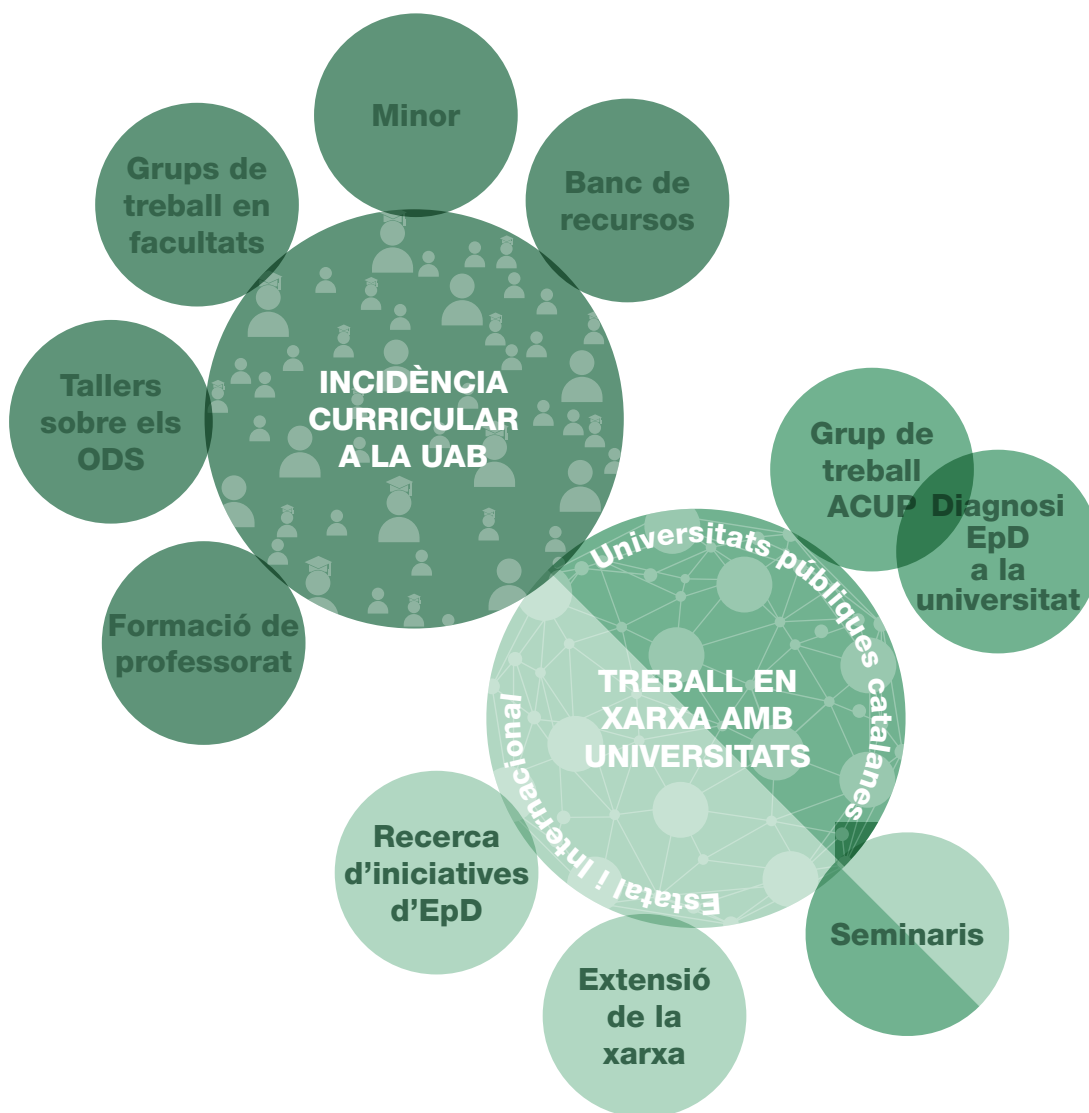 Minor
Grups de
treball en
facultats
Banc de
recursos
Tallers
sobre els
ODS
INCIDÈNCIA
CURRICULAR
A LA UAB
Formació de
professorat
Grup de
treball
ACUP
Diagnosi
EpD
a la
universitat
Universitats públiques catalanes
TREBALL EN
XARXA AMB
UNIVERSITATS
Estatal i Internacional
Recerca
d’iniciatives
d’EpD
Extensió
de la
xarxa
Seminaris